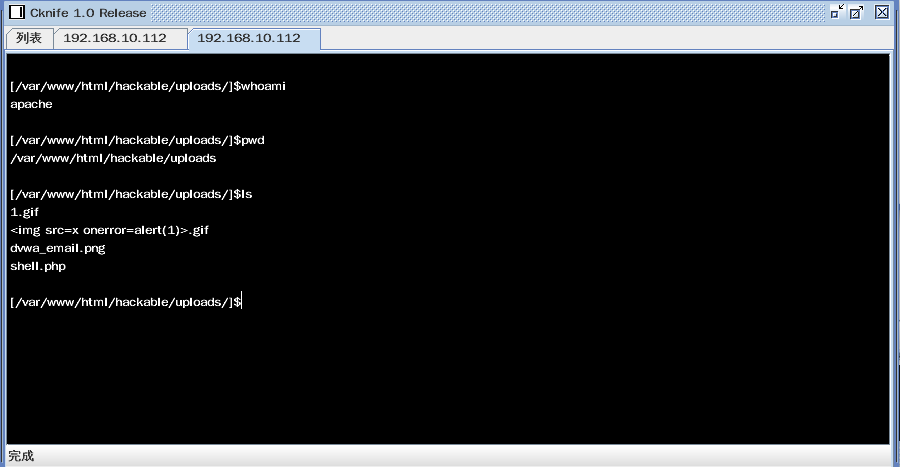 Cknife 1.0 Release
列表 192.168.10.112 192.168.10.112
[/var/www/html/hackable/uploads/]$whoami
apache
[/var/www/html/hackable/uploads/]$pwd
/var/www/html/hackable/uploads
[/var/www/html/hackable/uploads/]$ls
1.gif
<img src=x onerror=alert(1)>.gif
dvwa_email.png
shell.php
[/var/www/html/hackable/uploads/]$
完成